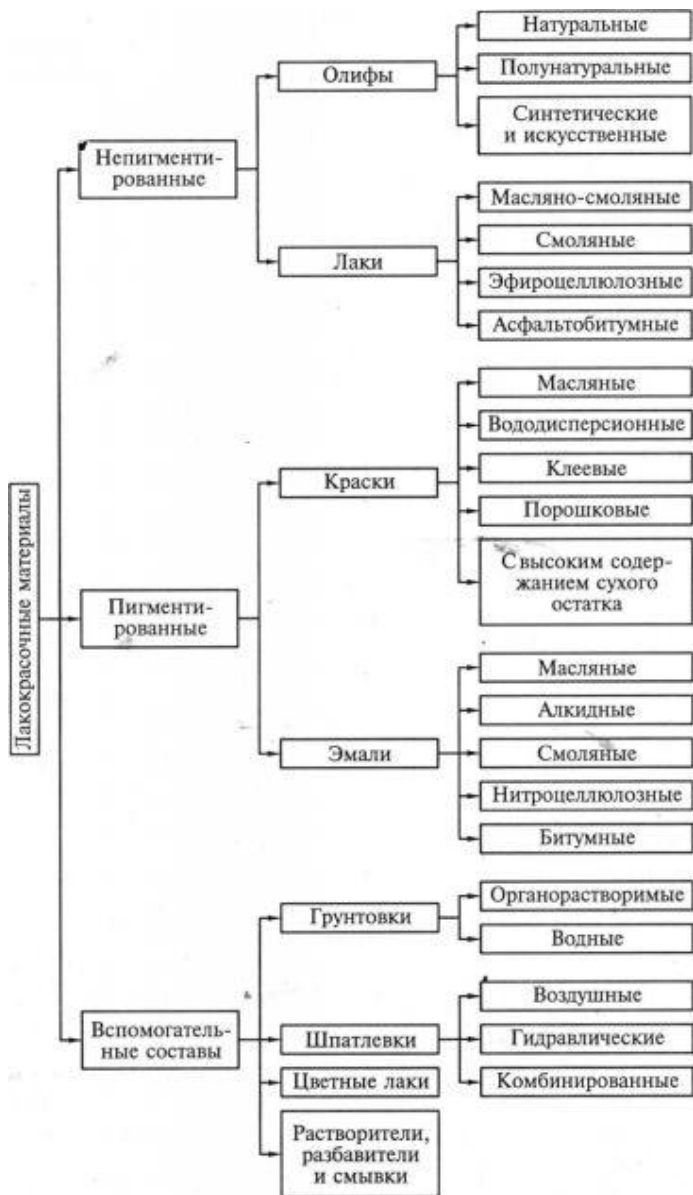 Лакокрасочные материалы
Непигменти-
рованные
Олифы
Натуральные
Полунатуральные
Синтетические
и искусственные
Лаки
Масляно-смоляные
Смоляные
Эфироцеллюлозные
Асфальтобитумные
Пигменти-
рованные
Краски
Масляные
Вододисперсионные
Клеевые
Порошковые
С высоким содер-
жанием сухого
остатка
Эмали
Масляные
Алкидные
Смоляные
Нитроцеллюлозные
Битумные
Вспомогатель-
ные составы
Грунтовки
Органорастворимые
Водные
Шпатлевки
Воздушные
Гидравлические
Комбинированные
Цветные лаки
Растворители,
разбавители
и смывки